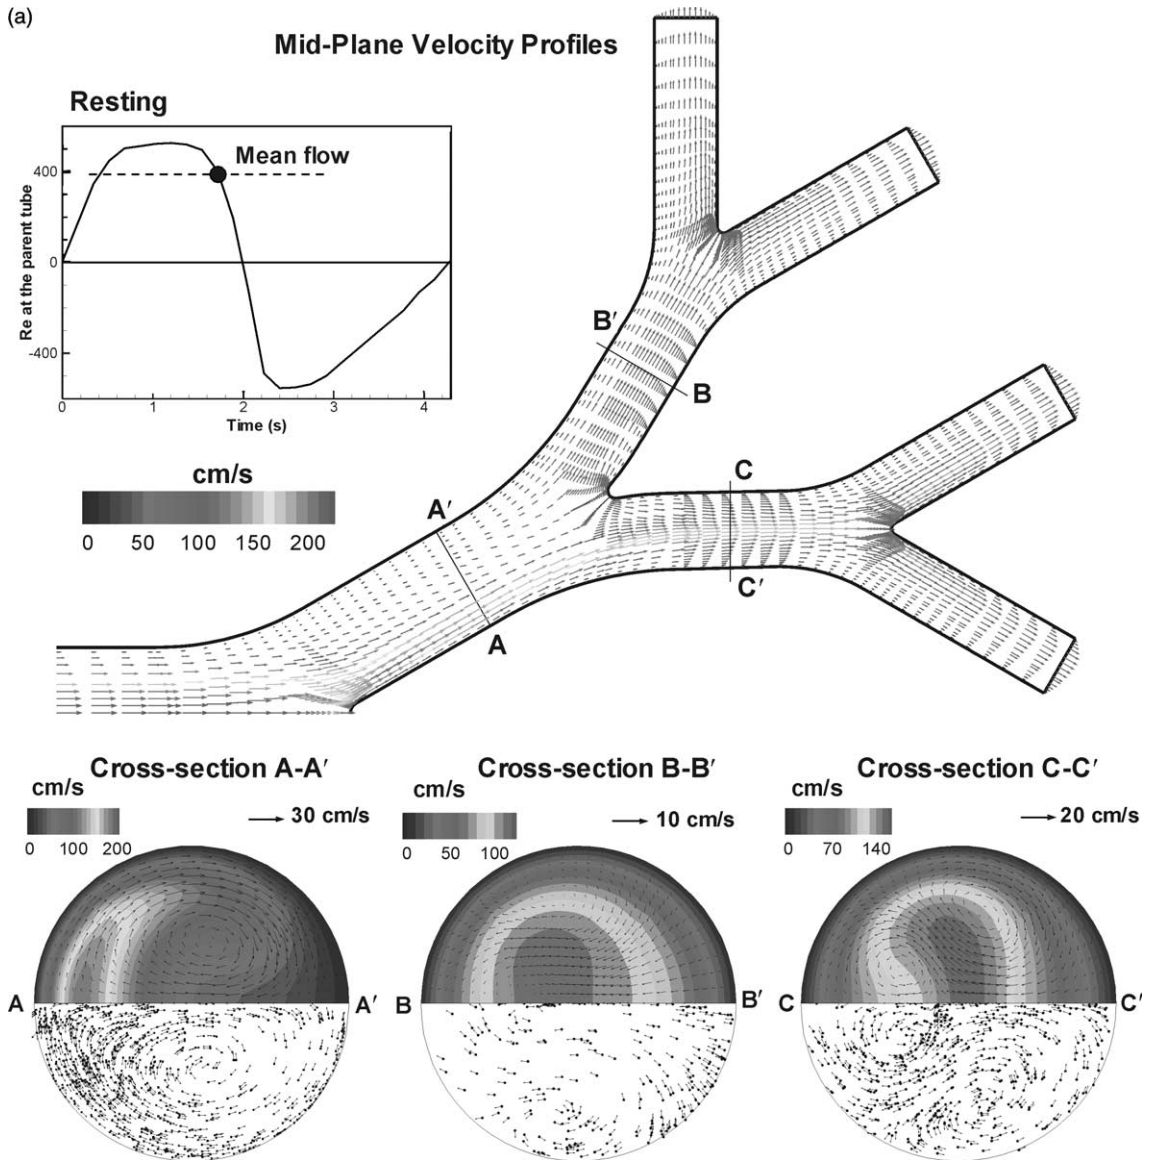 (a)
Mid-Plane Velocity Profiles
Resting
Mean flow
Re at the parent tube
400
0
-400
0 1 2 3 4
Time (s)
cm/s
0 50 100 150 200
A′
A
B′
B
C
C′
Cross-section A-A′
cm/s
30 cm/s
0 100 200
A A′
Cross-section B-B′
cm/s
10 cm/s
0 50 100
B B′
Cross-section C-C′
cm/s
20 cm/s
0 70 140
C C′